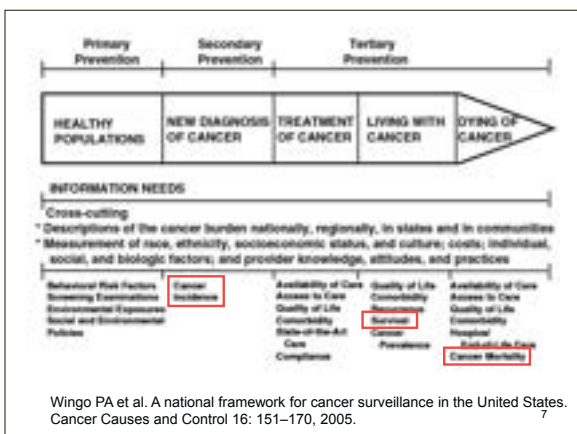 Primary
Prevention
Secondary
Prevention
Tertiary
Prevention
HEALTHY
POPULATIONS
NEW DIAGNOSIS
OF CANCER
TREATMENT
OF CANCER
LIVING WITH
CANCER
DYING OF
CANCER
INFORMATION NEEDS
Cross-cutting
* Descriptions of the cancer burden nationally, regionally, in states and in communities
* Measurement of race, ethnicity, socioeconomic status, and culture; costs; individual,
social, and biologic factors; and provider knowledge, attitudes, and practices
Behavioral Risk Factors
Screening Examinations
Environmental Exposures
Social and Environmental
Policies
Cancer
Incidence
Availability of Care
Access to Care
Quality of Life
Comorbidity
State-of-the-Art
Care
Compliance
Quality of Life
Comorbidity
Recurrence
Survival
Cancer
Prevalence
Availability of Care
Access to Care
Quality of Life
Comorbidity
Hospital
End-of-Life Care
Cancer Mortality
Wingo PA et al. A national framework for cancer surveillance in the United States.
Cancer Causes and Control 16: 151–170, 2005.
7